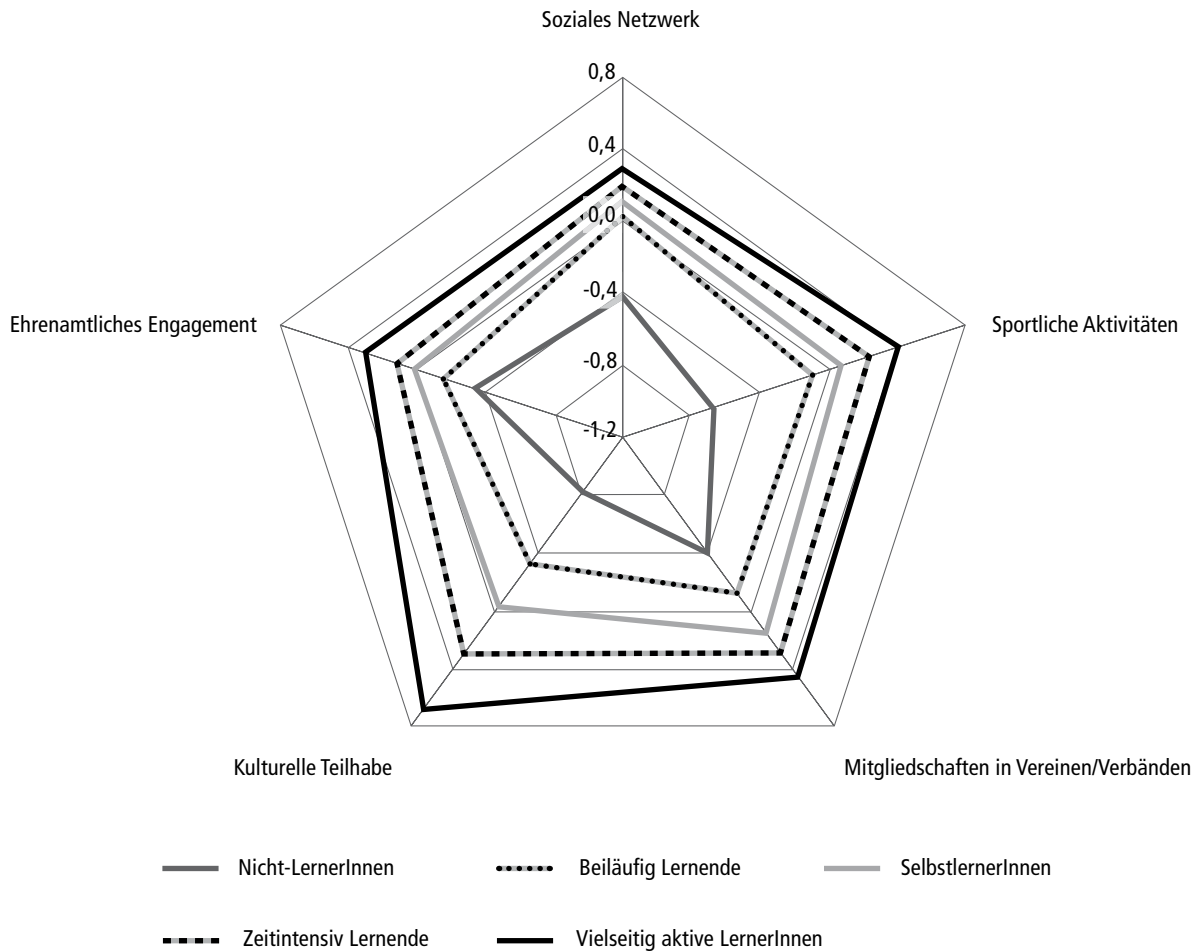 Soziales Netzwerk
0,8
0,4
0,0
-0,4
-0,8
-1,2
Ehrenamtliches Engagement
Sportliche Aktivitäten
Kulturelle Teilhabe
Mitgliedschaften in Vereinen/Verbänden
Nicht-LernerInnen
Beiläufig Lernende
SelbstlernerInnen
Zeitintensiv Lernende
Vielseitig aktive LernerInnen